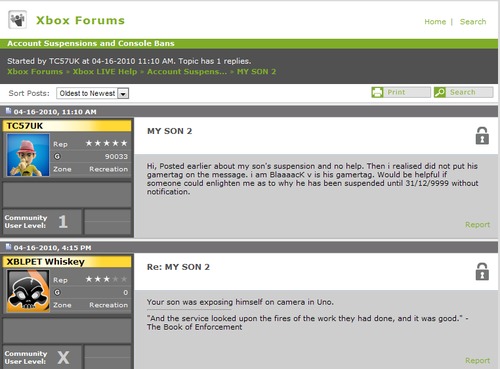 Xbox Forums
Home | Search
Account Suspensions and Console Bans
Started by TC57UK at 04-16-2010 11:10 AM. Topic has 1 replies.
Xbox Forums » Xbox LIVE Help » Account Suspens... » MY SON 2
Sort Posts: Oldest to Newest Print Search
04-16-2010, 11:10 AM
TC57UK
Rep
G 90033
Zone Recreation
Community
User Level: 1
MY SON 2
Hi, Posted earlier about my son's suspension and no help. Then i realised did not put his
gamertag on the message. i am BlaaaacK v is his gamertag. Would be helpful if
someone could enlighten me as to why he has been suspended until 31/12/9999 without
notification.
Report
04-16-2010, 4:15 PM
XBLPET Whiskey
Rep
G 0
Zone Recreation
Community
User Level: X
Re: MY SON 2
Your son was exposing himself on camera in Uno.
"And the service looked upon the fires of the work they had done, and it was good." -
The Book of Enforcement
Report